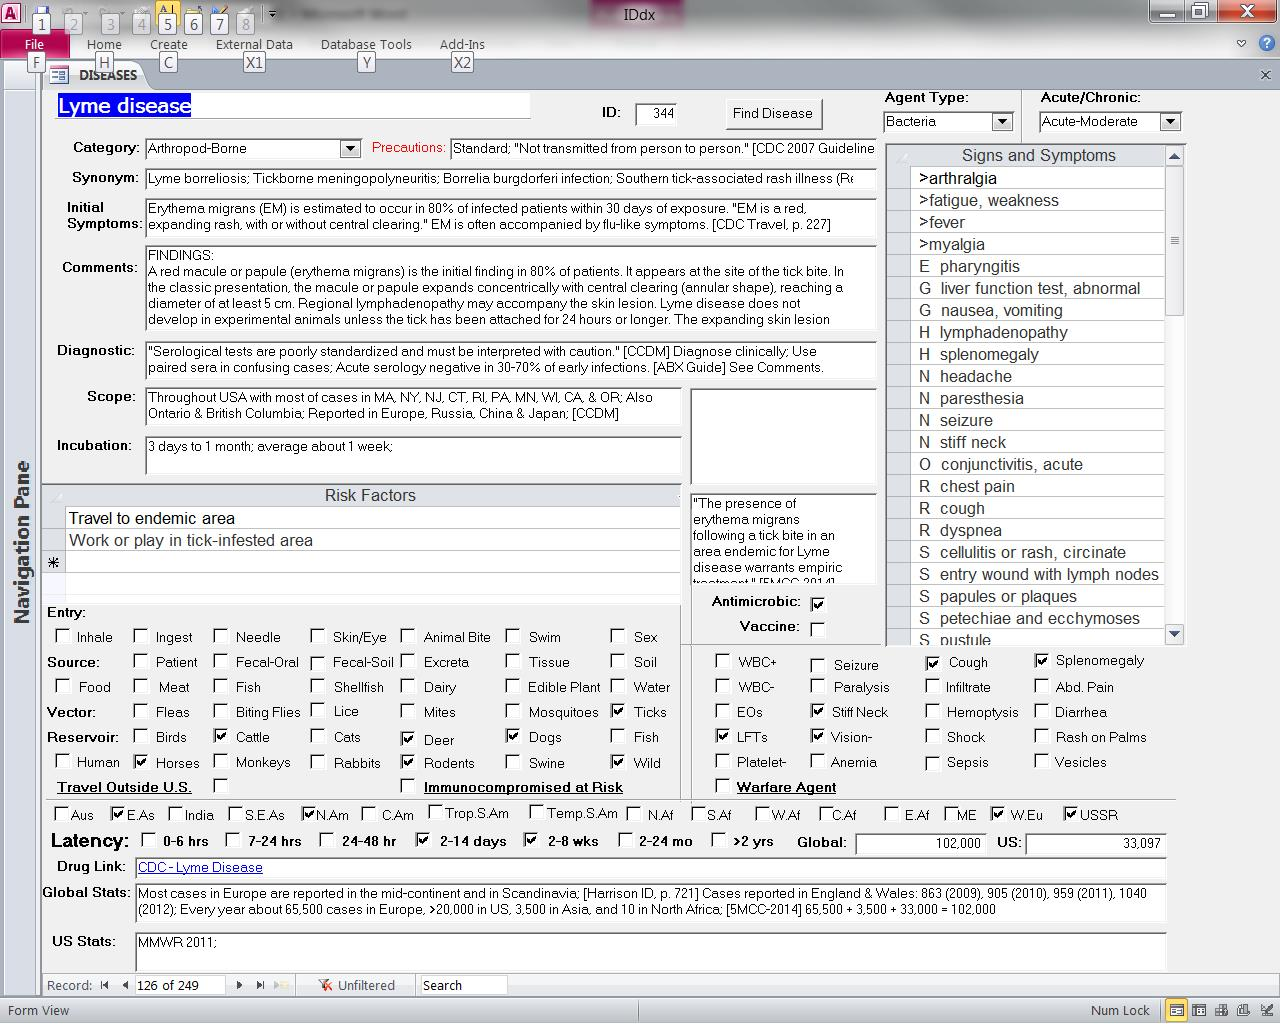 IDdx
1 2 3 4 5 6 7 8
File Home Create External Data Database Tools Add-Ins
F H C X1 Y X2
DISEASES
Lyme disease
ID: 344
Find Disease
Agent Type:
Bacteria
Acute/Chronic:
Acute-Moderate
Category: Arthropod-Borne
Precautions: Standard; "Not transmitted from person to person." [CDC 2007 Guideline
Synonym: Lyme borreliosis; Tickborne meningopolyneuritis; Borrelia burgdorferi infection; Southern tick-associated rash illness (Re
Initial Symptoms: Erythema migrans (EM) is estimated to occur in 80% of infected patients within 30 days of exposure. "EM is a red,
expanding rash, with or without central clearing." EM is often accompanied by flu-like symptoms. [CDC Travel, p. 227]
Comments: FINDINGS:
A red macule or papule (erythema migrans) is the initial finding in 80% of patients. It appears at the site of the tick bite. In
the classic presentation, the macule or papule expands concentrically with central clearing (annular shape), reaching a
diameter of at least 5 cm. Regional lymphadenopathy may accompany the skin lesion. Lyme disease does not
develop in experimental animals unless the tick has been attached for 24 hours or longer. The expanding skin lesion
Diagnostic: "Serological tests are poorly standardized and must be interpreted with caution." [CCDM] Diagnose clinically; Use
paired sera in confusing cases; Acute serology negative in 30-70% of early infections. [ABX Guide] See Comments.
Scope: Throughout USA with most of cases in MA, NY, NJ, CT, RI, PA, MN, WI, CA, & OR; Also
Ontario & British Columbia; Reported in Europe, Russia, China & Japan; [CCDM]
Incubation: 3 days to 1 month; average about 1 week;
Signs and Symptoms
>arthralgia
>fatigue, weakness
>fever
>myalgia
E pharyngitis
G liver function test, abnormal
G nausea, vomiting
H lymphadenopathy
H splenomegaly
N headache
N paresthesia
N seizure
N stiff neck
O conjunctivitis, acute
R chest pain
R cough
R dyspnea
S cellulitis or rash, circinate
S entry wound with lymph nodes
S papules or plaques
S petechiae and ecchymoses
S pustule
Navigation Pane
Risk Factors
Travel to endemic area
Work or play in tick-infested area
"The presence of
erythema migrans
following a tick bite in an
area endemic for Lyme
disease warrants empiric
treatment." [5MCC-2014]
Antimicrobic:
Vaccine:
Entry:
Inhale Ingest Needle Skin/Eye Animal Bite Swim Sex
Source: Patient Fecal-Oral Fecal-Soil Excreta Tissue Soil
Food Meat Fish Shellfish Dairy Edible Plant Water
Vector: Fleas Biting Flies Lice Mites Mosquitoes Ticks
Reservoir: Birds Cattle Cats Deer Dogs Fish
Human Horses Monkeys Rabbits Rodents Swine Wild
Travel Outside U.S. Immunocompromised at Risk
WBC+ Seizure Cough Splenomegaly
WBC- Paralysis Infiltrate Abd. Pain
EOs Stiff Neck Hemoptysis Diarrhea
LFTs Vision- Shock Rash on Palms
Platelet- Anemia Sepsis Vesicles
Warfare Agent
Aus E.As India S.E.As N.Am C.Am Trop.S.Am Temp.S.Am N.Af S.Af W.Af C.Af E.Af ME W.Eu USSR
Latency: 0-6 hrs 7-24 hrs 24-48 hr 2-14 days 2-8 wks 2-24 mo >2 yrs Global: 102,000 US: 33,097
Drug Link: CDC - Lyme Disease
Global Stats: Most cases in Europe are reported in the mid-continent and in Scandinavia; [Harrison ID, p. 721] Cases reported in England & Wales: 863 (2009), 905 (2010), 959 (2011), 1040
(2012); Every year about 65,500 cases in Europe, >20,000 in US, 3,500 in Asia, and 10 in North Africa; [5MCC-2014] 65,500 + 3,500 + 33,000 = 102,000
US Stats: MMWR 2011;
Record: 126 of 249 Unfiltered Search
Form View Num Lock